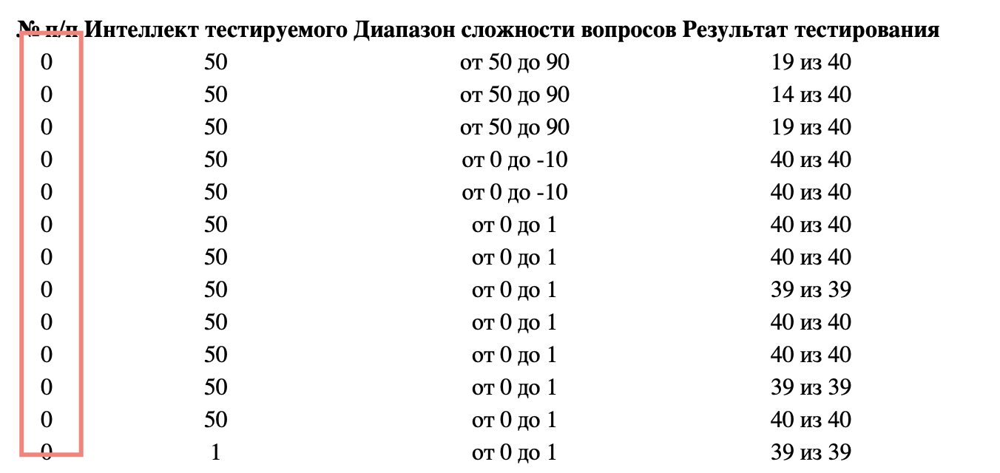 № п/п Интеллект тестируемого Диапазон сложности вопросов Результат тестирования
0 50 от 50 до 90 19 из 40
0 50 от 50 до 90 14 из 40
0 50 от 50 до 90 19 из 40
0 50 от 0 до -10 40 из 40
0 50 от 0 до -10 40 из 40
0 50 от 0 до 1 40 из 40
0 50 от 0 до 1 40 из 40
0 50 от 0 до 1 39 из 39
0 50 от 0 до 1 40 из 40
0 50 от 0 до 1 40 из 40
0 50 от 0 до 1 39 из 39
0 50 от 0 до 1 40 из 40
0 1 от 0 до 1 39 из 39